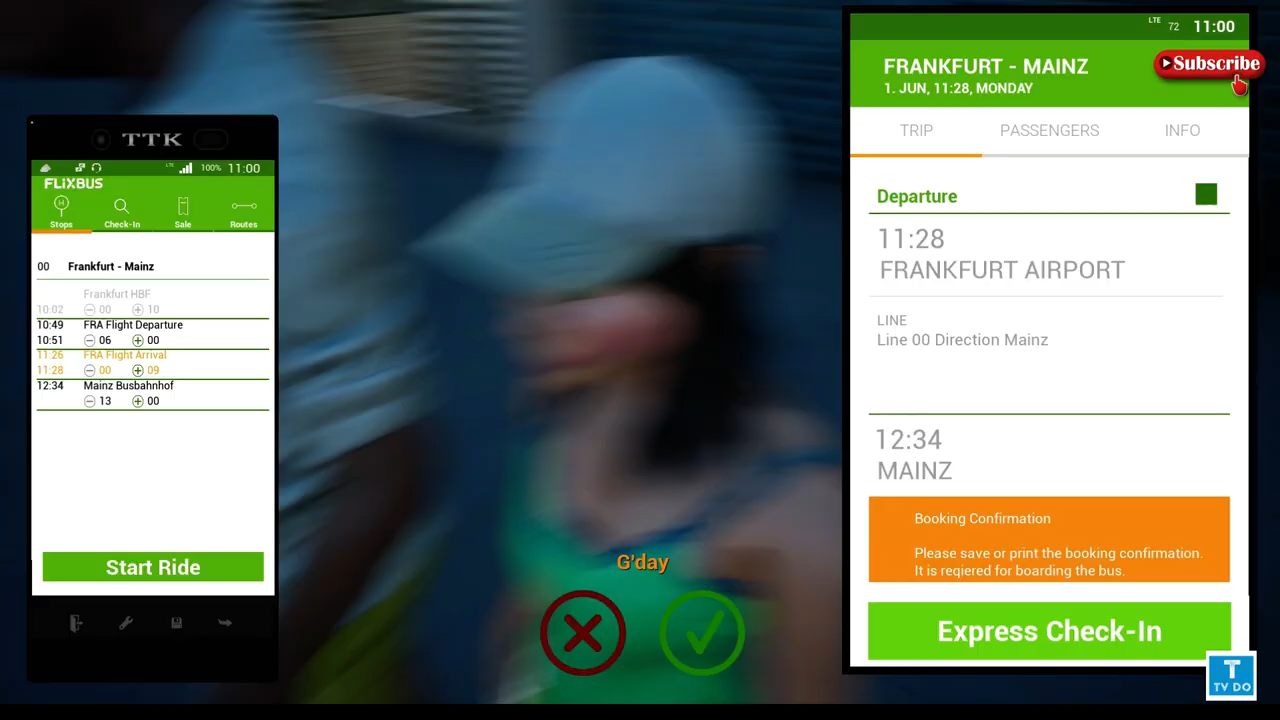 TTK
LTE 100% 11:00
FLiXBUS
Stops Check-In Sale Routes
00 Frankfurt - Mainz
Frankfurt HBF
10:02 00 10
10:49 FRA Flight Departure
10:51 06 00
11:26 FRA Flight Arrival
11:28 00 09
12:34 Mainz Busbahnhof
13 00
Start Ride
G'day
LTE 72 11:00
FRANKFURT - MAINZ
1. JUN, 11:28, MONDAY
Subscribe
TRIP PASSENGERS INFO
Departure
11:28
FRANKFURT AIRPORT
LINE
Line 00 Direction Mainz
12:34
MAINZ
Booking Confirmation
Please save or print the booking confirmation.
It is reqiered for boarding the bus.
Express Check-In
T
TV DO